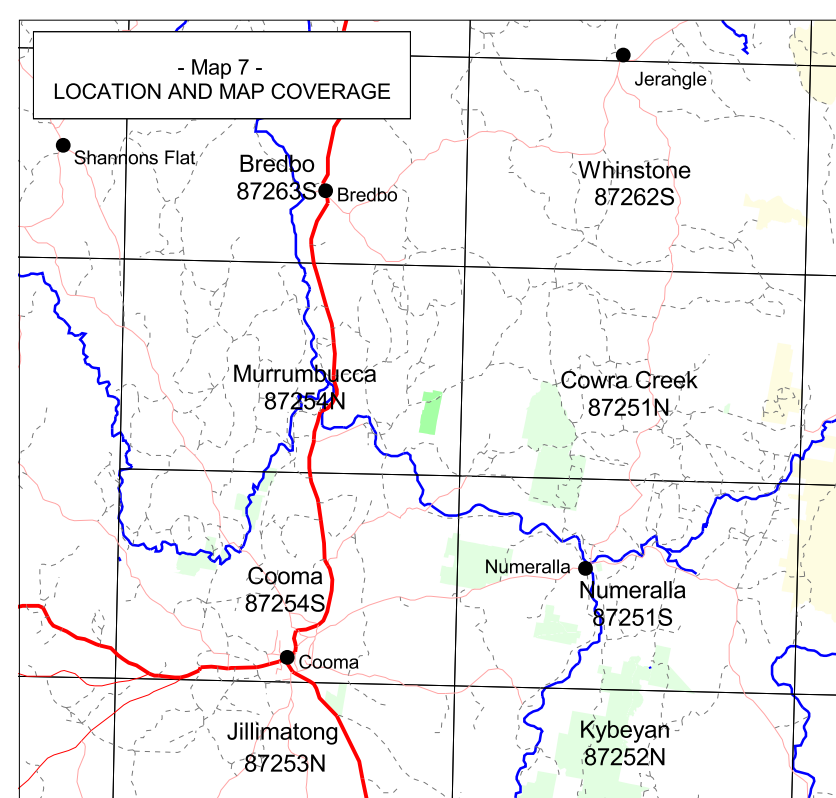 - Map 7 -
LOCATION AND MAP COVERAGE
Jerangle
Shannons Flat
Bredbo
87263S
Bredbo
Whinstone
87262S
Murrumbucca
87254N
Cowra Creek
87251N
Cooma
87254S
Numeralla
Numeralla
87251S
Cooma
Jillimatong
87253N
Kybeyan
87252N